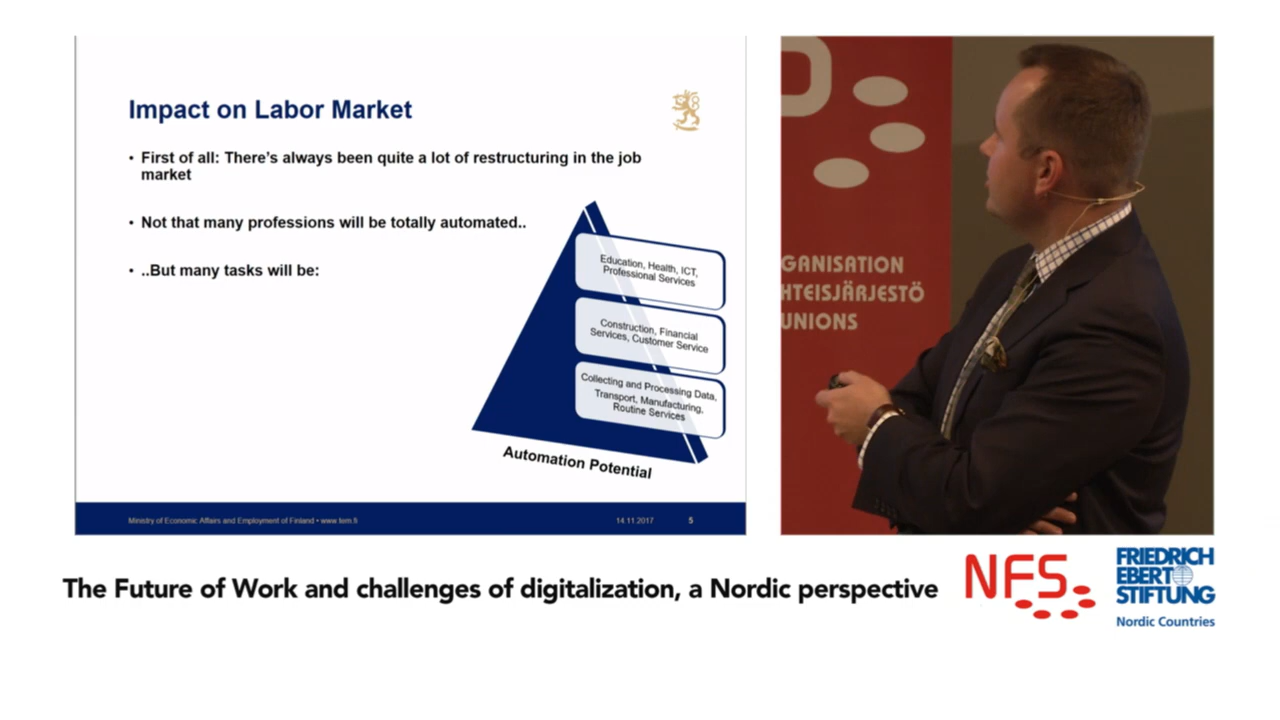 Impact on Labor Market
• First of all: There's always been quite a lot of restructuring in the job
market
• Not that many professions will be totally automated..
• ..But many tasks will be:
Education, Health, ICT,
Professional Services
Construction, Financial
Services, Customer Service
Collecting and Processing Data,
Transport, Manufacturing,
Routine Services
Automation Potential
Ministry of Economic Affairs and Employment of Finland • www.tem.fi
14.11.2017
5
GANISATION
HTEISJÄRJESTÖ
UNIONS
The Future of Work and challenges of digitalization, a Nordic perspective
NFS
FRIEDRICH
EBERT
STIFTUNG
Nordic Countries